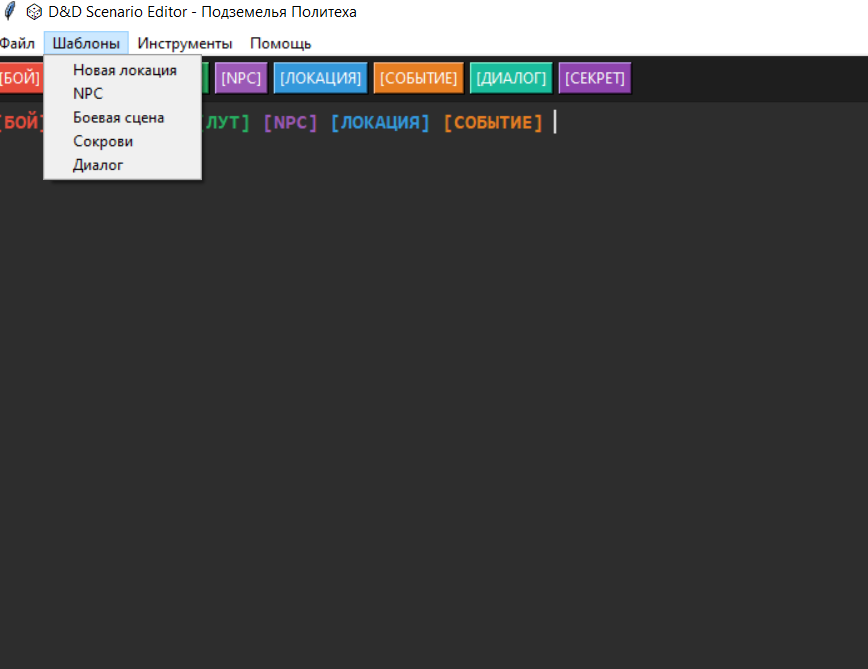 D&D Scenario Editor - Подземелья Политеха
Файл Шаблоны Инструменты Помощь
[БОЙ] [NPC] [ЛОКАЦИЯ] [СОБЫТИЕ] [ДИАЛОГ] [СЕКРЕТ]
[БОЙ] ЛУТ] [NPC] [ЛОКАЦИЯ] [СОБЫТИЕ]
Новая локация
NPC
Боевая сцена
Сокрови
Диалог